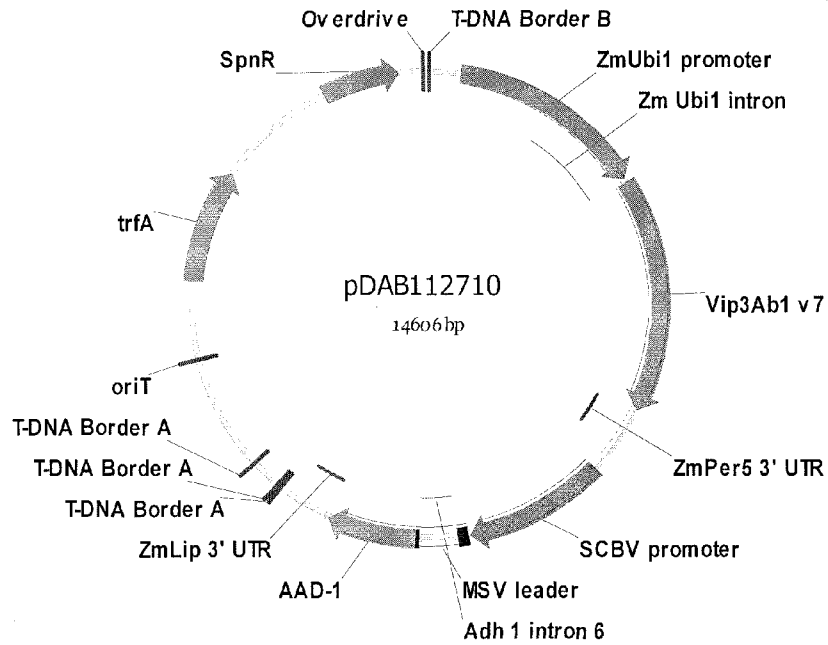 Overdrive
T-DNA Border B
SpnR
ZmUbi1 promoter
Zm Ubi1 intron
trfA
pDAB112710
14606 bp
Vip3Ab1 v7
oriT
T-DNA Border A
T-DNA Border A
T-DNA Border A
ZmPer5 3' UTR
ZmLip 3' UTR
SCBV promoter
AAD-1
MSV leader
Adh 1 intron 6